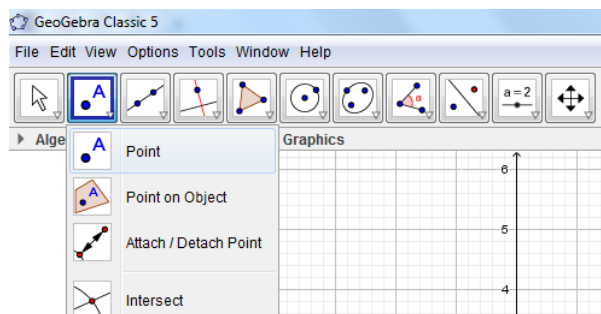 GeoGebra Classic 5
File Edit View Options Tools Window Help
A
α
a=2
Alge
Graphics
A
Point
A
Point on Object
Attach / Detach Point
Intersect
6
5
4